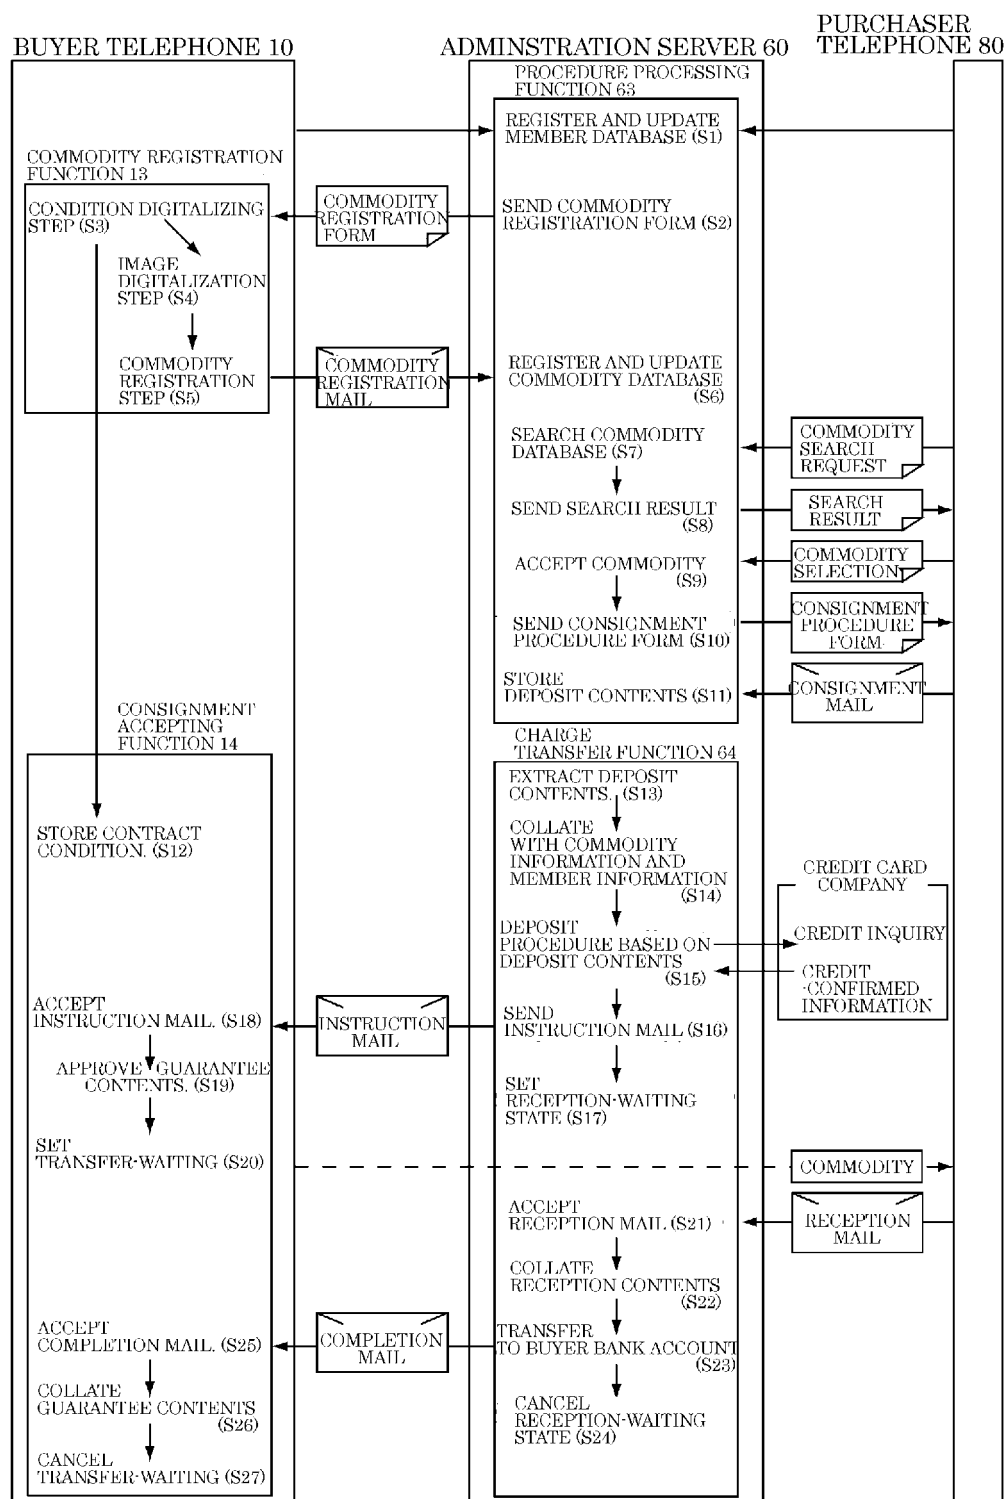 BUYER TELEPHONE 10
ADMINSTRATION SERVER 60
PURCHASER
TELEPHONE 80
PROCEDURE PROCESSING
FUNCTION 63
REGISTER AND UPDATE
MEMBER DATABASE (S1)
COMMODITY REGISTRATION
FUNCTION 13
CONDITION DIGITALIZING
STEP (S3)
COMMODITY
REGISTRATION
FORM
SEND COMMODITY
REGISTRATION FORM (S2)
IMAGE
DIGITALIZATION
STEP (S4)
COMMODITY
REGISTRATION
STEP (S5)
COMMODITY
REGISTRATION
MAIL
REGISTER AND UPDATE
COMMODITY DATABASE
(S6)
SEARCH COMMODITY
DATABASE (S7)
COMMODITY
SEARCH
REQUEST
SEND SEARCH RESULT
(S8)
SEARCH
RESULT
ACCEPT COMMODITY
(S9)
COMMODITY
SELECTION
SEND CONSIGNMENT
PROCEDURE FORM (S10)
CONSIGNMENT
PROCEDURE
FORM
STORE
DEPOSIT CONTENTS (S11)
CONSIGNMENT
MAIL
CONSIGNMENT
ACCEPTING
FUNCTION 14
CHARGE
TRANSFER FUNCTION 64
EXTRACT DEPOSIT
CONTENTS. (S13)
STORE CONTRACT
CONDITION. (S12)
COLLATE
WITH COMMODITY
INFORMATION AND
MEMBER INFORMATION
(S14)
CREDIT CARD
COMPANY
DEPOSIT
PROCEDURE BASED ON
DEPOSIT CONTENTS
(S15)
CREDIT INQUIRY
CREDIT
-CONFIRMED
INFORMATION
ACCEPT
INSTRUCTION MAIL. (S18)
INSTRUCTION
MAIL
SEND
INSTRUCTION MAIL (S16)
APPROVE GUARANTEE
CONTENTS. (S19)
SET
RECEPTION-WAITING
STATE (S17)
SET
TRANSFER-WAITING (S20)
COMMODITY
ACCEPT
RECEPTION MAIL (S21)
RECEPTION
MAIL
COLLATE
RECEPTION CONTENTS
(S22)
ACCEPT
COMPLETION MAIL. (S25)
COMPLETION
MAIL
TRANSFER
TO BUYER BANK ACCOUNT
(S23)
COLLATE
GUARANTEE CONTENTS
(S26)
CANCEL
RECEPTION-WAITING
STATE (S24)
CANCEL
TRANSFER-WAITING (S27)